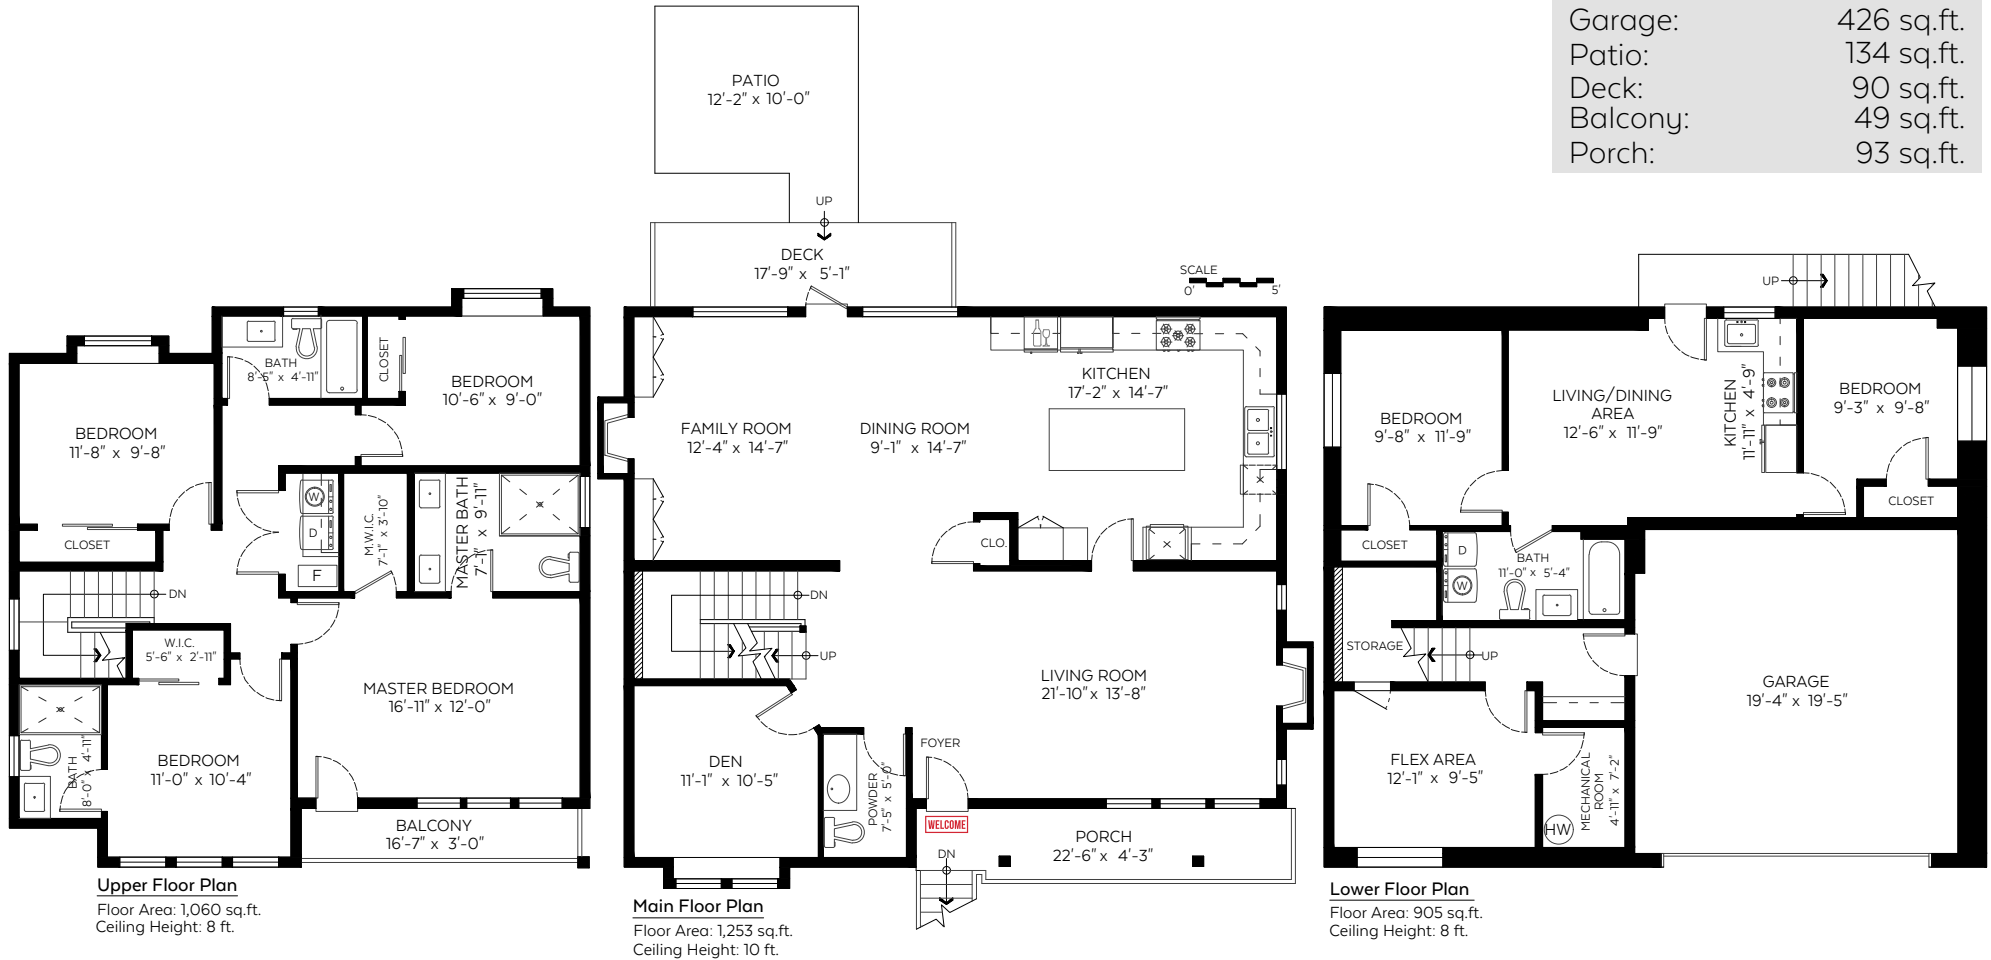 Garage: 426 sq.ft.
Patio: 134 sq.ft.
Deck: 90 sq.ft.
Balcony: 49 sq.ft.
Porch: 93 sq.ft.
PATIO
12'-2" x 10'-0"
UP
DECK
17'-9" x 5'-1"
SCALE
0' 5'
BATH
8'-5" x 4'-11"
CLOSET
BEDROOM
10'-6" x 9'-0"
BEDROOM
11'-8" x 9'-8"
CLOSET
W
D
F
M.W.I.C.
7'-1" x 3'-10"
MASTER BATH
7'-1" x 9'-11"
DN
W.I.C.
5'-6" x 2'-11"
MASTER BEDROOM
16'-11" x 12'-0"
BATH
8'-0" x 4'-11"
BEDROOM
11'-0" x 10'-4"
BALCONY
16'-7" x 3'-0"
Upper Floor Plan
Floor Area: 1,060 sq.ft.
Ceiling Height: 8 ft.
FAMILY ROOM
12'-4" x 14'-7"
DINING ROOM
9'-1" x 14'-7"
KITCHEN
17'-2" x 14'-7"
CLO.
DN
UP
LIVING ROOM
21'-10" x 13'-8"
DEN
11'-1" x 10'-5"
POWDER
7'-5" x 5'-0"
FOYER
WELCOME
DN
PORCH
22'-6" x 4'-3"
Main Floor Plan
Floor Area: 1,253 sq.ft.
Ceiling Height: 10 ft.
UP
BEDROOM
9'-8" x 11'-9"
LIVING/DINING
AREA
12'-6" x 11'-9"
KITCHEN
11'-11" x 4'-9"
BEDROOM
9'-3" x 9'-8"
CLOSET
CLOSET
D
W
BATH
11'-0" x 5'-4"
STORAGE
UP
GARAGE
19'-4" x 19'-5"
FLEX AREA
12'-1" x 9'-5"
MECHANICAL
ROOM
4'-11" x 7'-2"
HW
Lower Floor Plan
Floor Area: 905 sq.ft.
Ceiling Height: 8 ft.